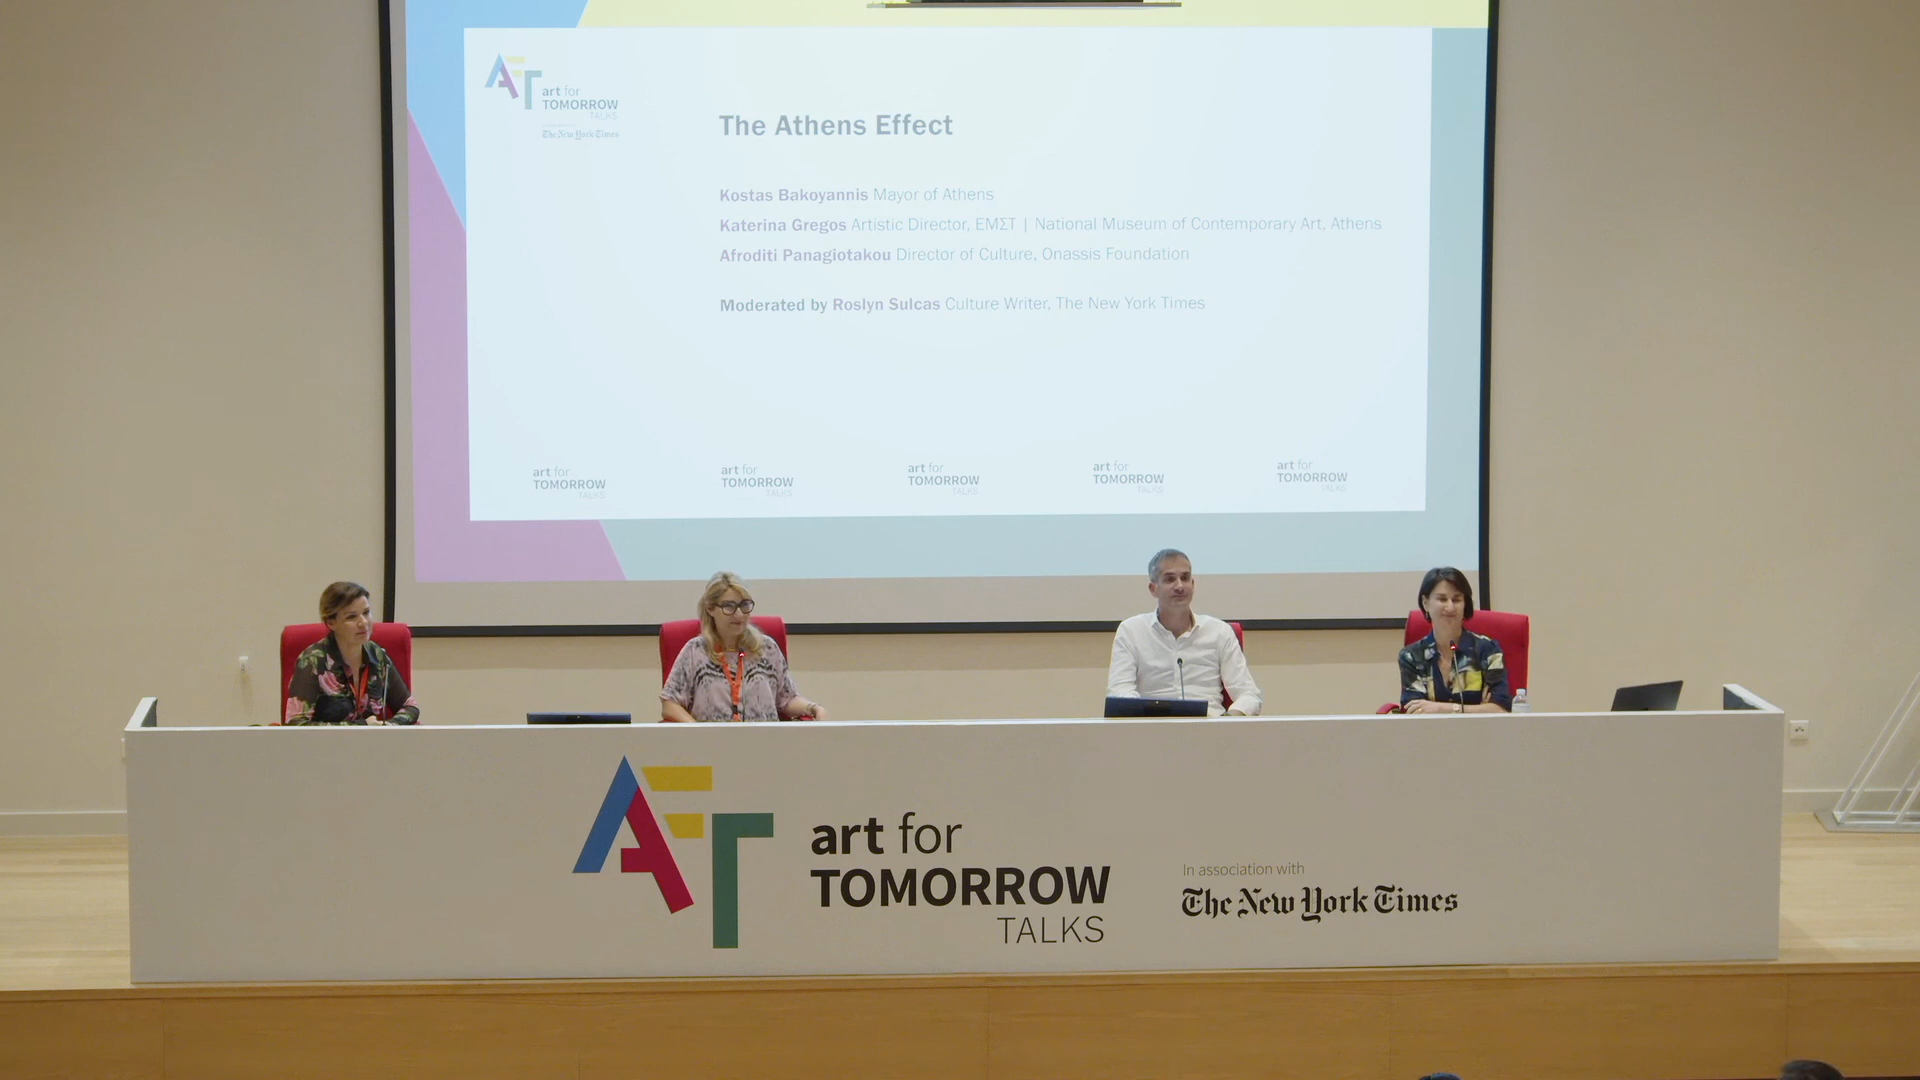 AFT
art for
TOMORROW
TALKS
The New York Times
The Athens Effect
Kostas Bakoyannis Mayor of Athens
Katerina Gregos Artistic Director, ΕΜΣΤ | National Museum of Contemporary Art, Athens
Afroditi Panagiotakou Director of Culture, Onassis Foundation
Moderated by Roslyn Sulcas Culture Writer, The New York Times
art for
TOMORROW
TALKS
art for
TOMORROW
TALKS
art for
TOMORROW
TALKS
art for
TOMORROW
TALKS
art for
TOMORROW
TALKS
AFT
art for
TOMORROW
TALKS
In association with
The New York Times